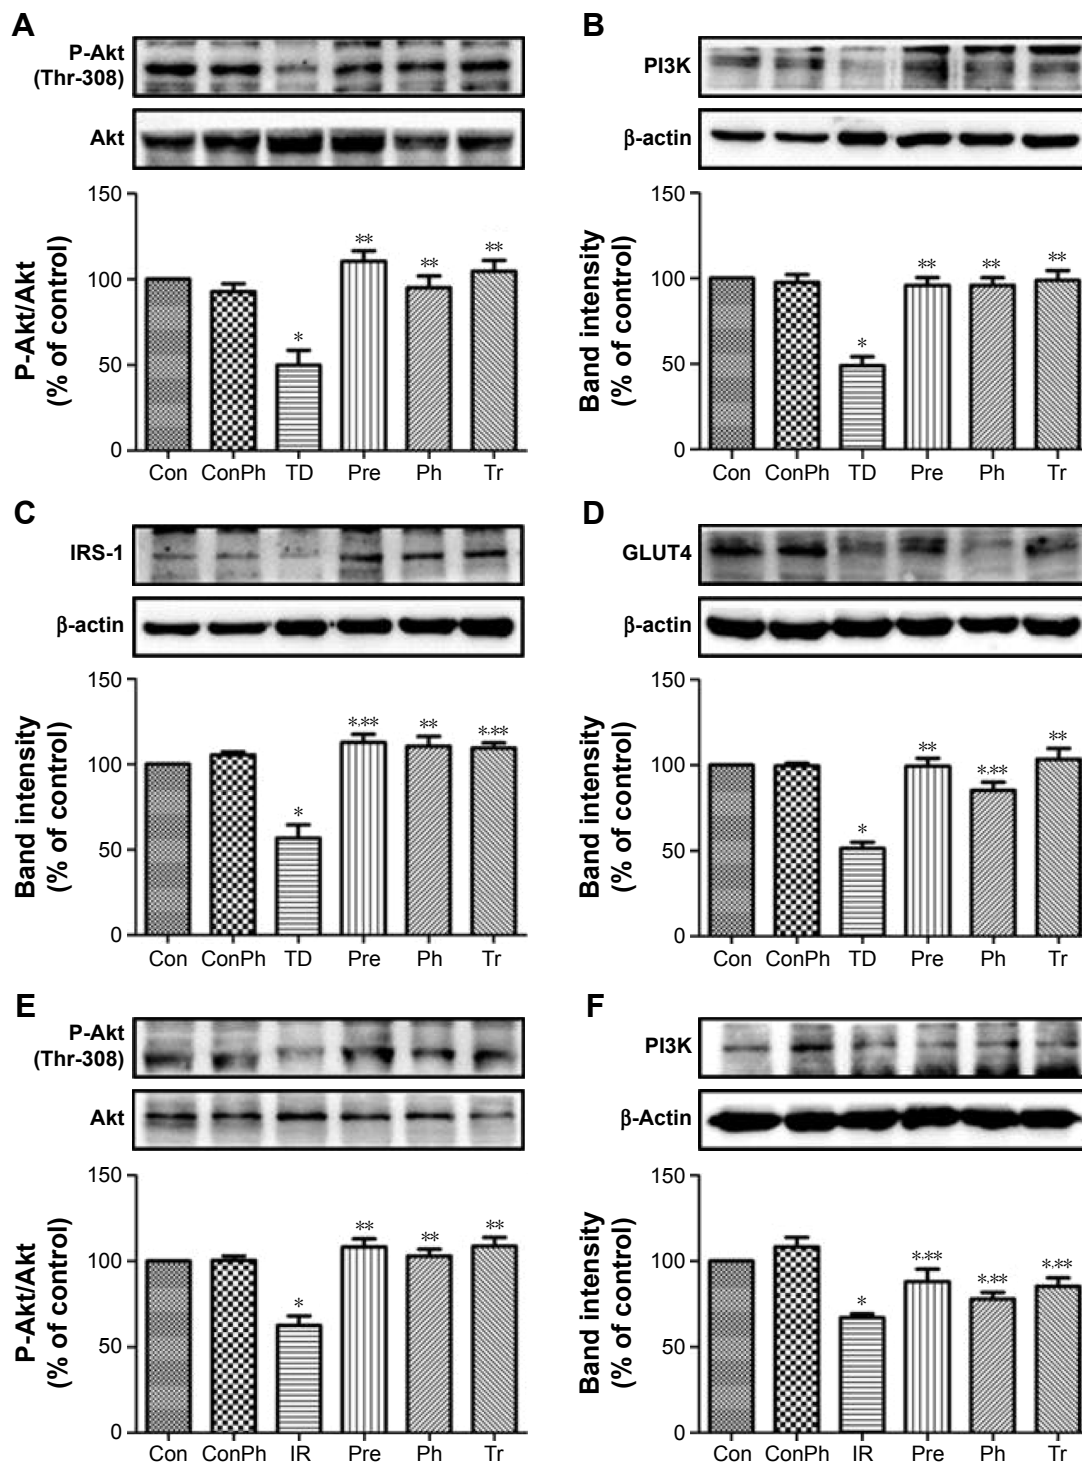 A
P-Akt
(Thr-308)
Akt
P-Akt/Akt
(% of control)
150
100
50
0
**
**
**
*
Con ConPh TD Pre Ph Tr
B
PI3K
β-actin
Band intensity
(% of control)
150
100
50
0
**
**
**
*
Con ConPh TD Pre Ph Tr
C
IRS-1
β-actin
Band intensity
(% of control)
150
100
50
0
*,**
**
*,**
*
Con ConPh TD Pre Ph Tr
D
GLUT4
β-actin
Band intensity
(% of control)
150
100
50
0
**
*,**
**
*
Con ConPh TD Pre Ph Tr
E
P-Akt
(Thr-308)
Akt
P-Akt/Akt
(% of control)
150
100
50
0
**
**
**
*
Con ConPh IR Pre Ph Tr
F
PI3K
β-Actin
Band intensity
(% of control)
150
100
50
0
*,**
*,**
*,**
*
Con ConPh IR Pre Ph Tr